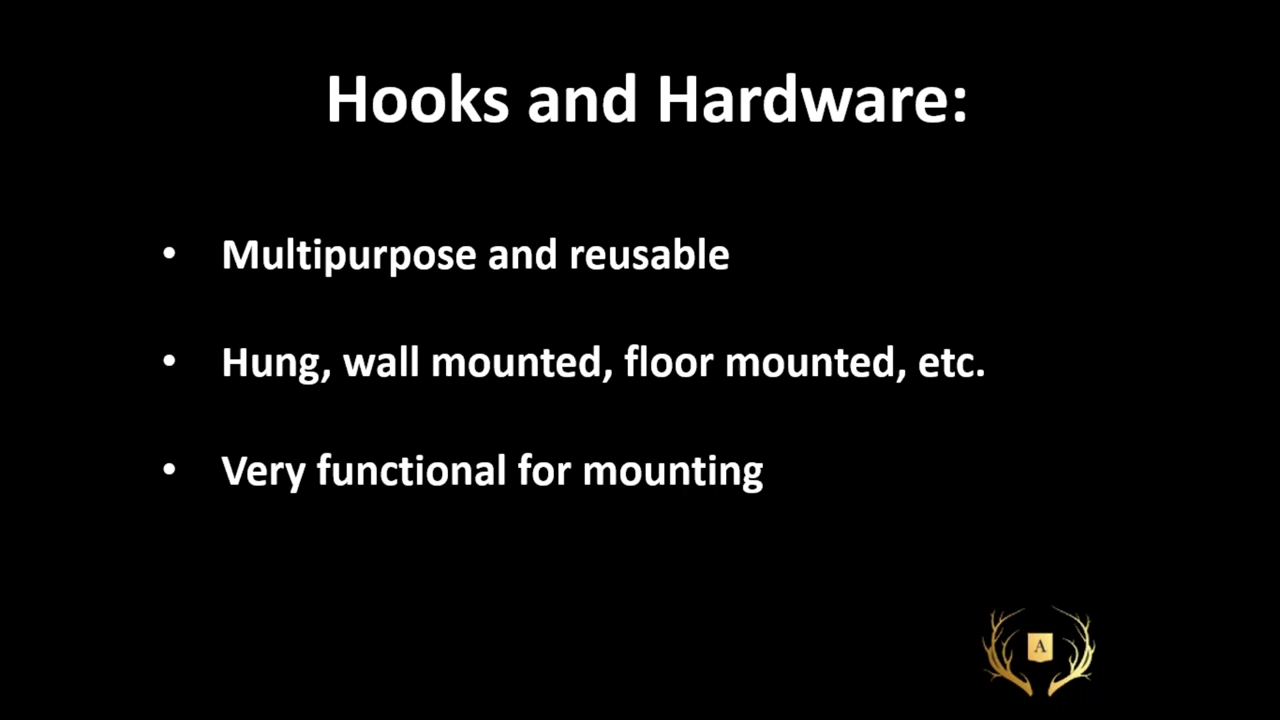 Hooks and Hardware:
• Multipurpose and reusable
• Hung, wall mounted, floor mounted, etc.
• Very functional for mounting
A